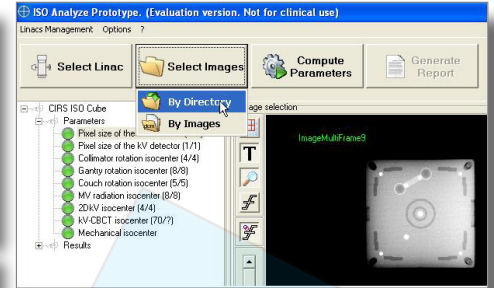 ISO Analyze Prototype. (Evaluation version. Not for clinical use)
Linacs Management Options ?
Select Linac
Select Images
Compute Parameters
Generate Report
By Directory
By Images
age selection
CIRS ISO Cube
Parameters
Pixel size of the
Pixel size of the kV detector (1/1)
Collimator rotation isocenter (4/4)
Gantry rotation isocenter (8/8)
Couch rotation isocenter (5/5)
MV radiation isocenter (8/8)
2DkV isocenter (4/4)
kV-CBCT isocenter (70/?)
Mechanical isocenter
Results
T
ImageMultiFrame9